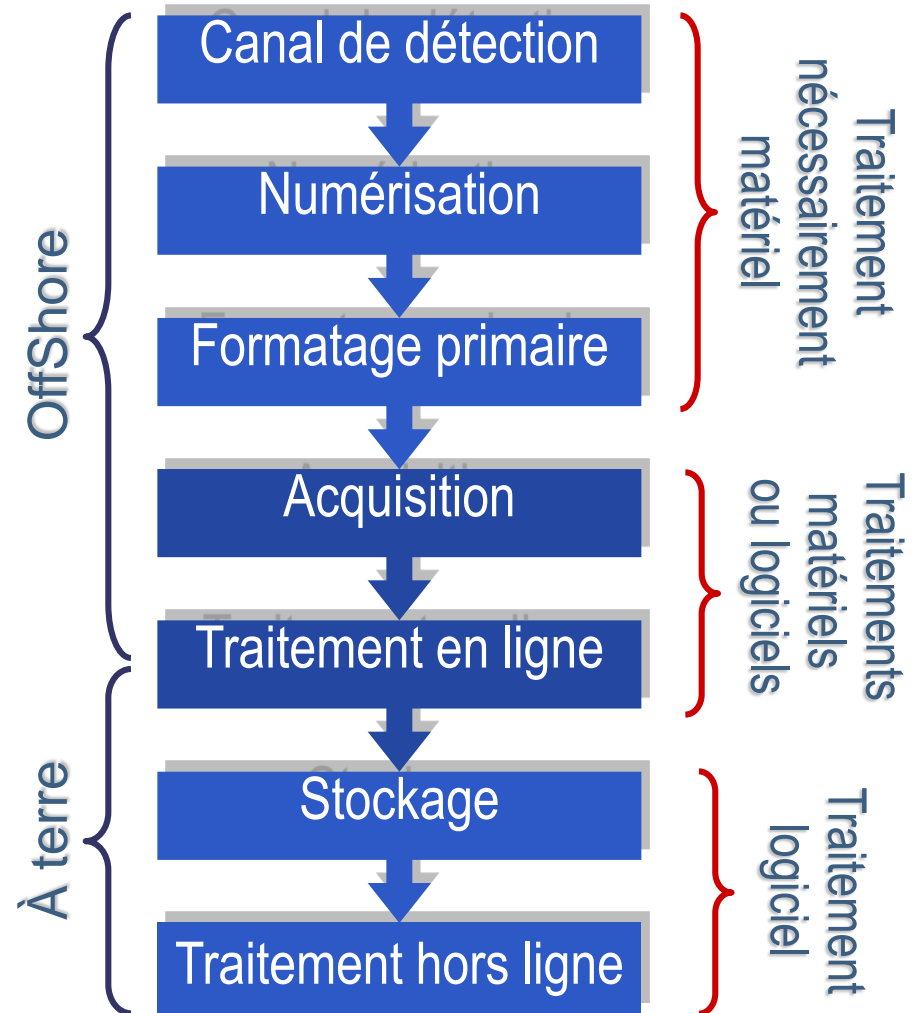 Canal de détection
Numérisation
Formatage primaire
Acquisition
Traitement en ligne
Stockage
Traitement hors ligne
OffShore
À terre
Traitement
nécessairement
matériel
Traitements
matériels
ou logiciels
Traitement
logiciel